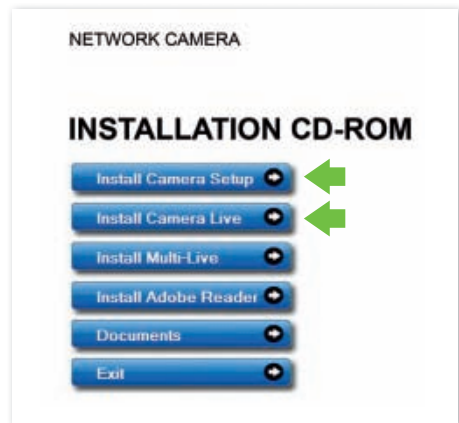 NETWORK CAMERA
INSTALLATION CD-ROM
Install Camera Setup
Install Camera Live
Install Multi-Live
Install Adobe Reader
Documents
Exit